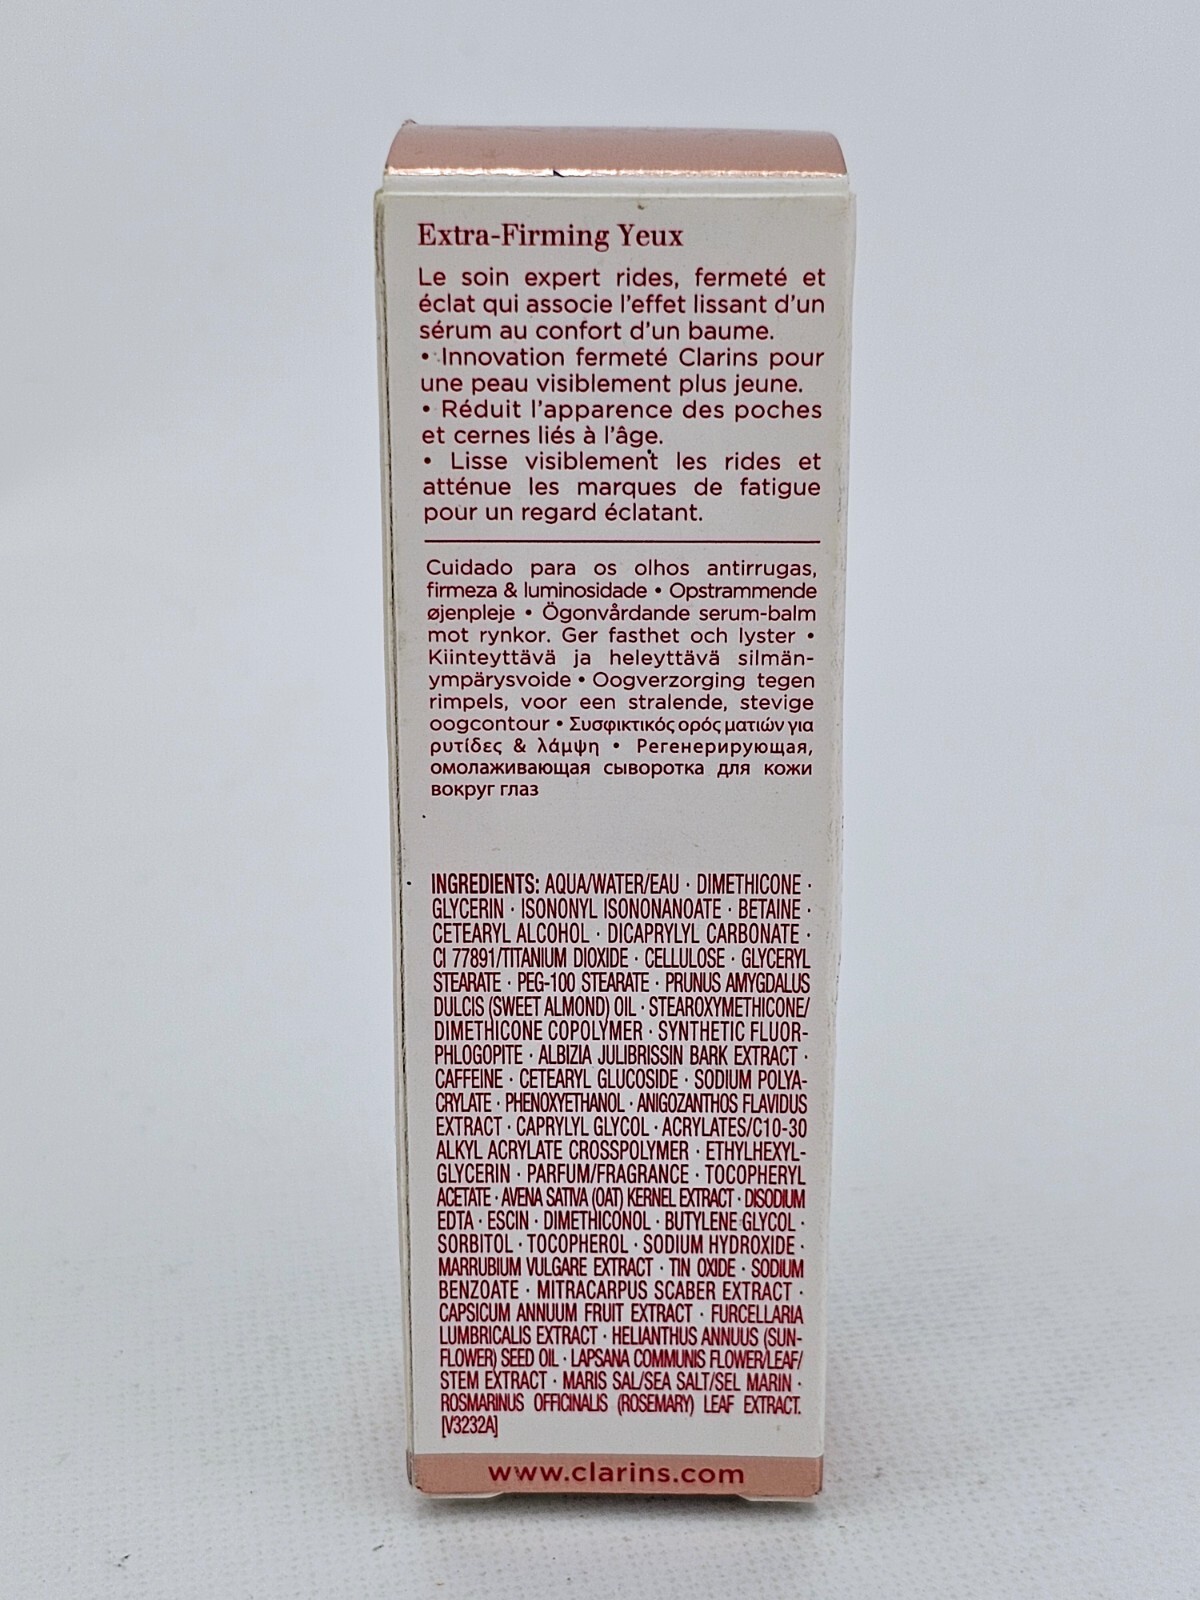 Extra-Firming Yeux
Le soin expert rides, fermeté et
éclat qui associe l'effet lissant d'un
sérum au confort d'un baume.
• Innovation fermeté Clarins pour
une peau visiblement plus jeune.
• Réduit l'apparence des poches
et cernes liés à l'âge.
• Lisse visiblement les rides et
atténue les marques de fatigue
pour un regard éclatant.
Cuidado para os olhos antirrugas,
firmeza & luminosidade • Opstrammende
øjenpleje • Ögonvårdande serum-balm
mot rynkor. Ger fasthet och lyster •
Kiinteyttävä ja heleyttävä silmän-
ympärysvoide • Oogverzorging tegen
rimpels, voor een stralende, stevige
oogcontour • Συσφικτικός ορός ματιών για
ρυτίδες & λάμψη • Регенерирующая,
омолаживающая сыворотка для кожи
вокруг глаз
INGREDIENTS: AQUA/WATER/EAU · DIMETHICONE ·
GLYCERIN · ISONONYL ISONONANOATE · BETAINE ·
CETEARYL ALCOHOL · DICAPRYLYL CARBONATE ·
CI 77891/TITANIUM DIOXIDE · CELLULOSE · GLYCERYL
STEARATE · PEG-100 STEARATE · PRUNUS AMYGDALUS
DULCIS (SWEET ALMOND) OIL · STEAROXYMETHICONE/
DIMETHICONE COPOLYMER · SYNTHETIC FLUOR-
PHLOGOPITE · ALBIZIA JULIBRISSIN BARK EXTRACT ·
CAFFEINE · CETEARYL GLUCOSIDE · SODIUM POLYA-
CRYLATE · PHENOXYETHANOL · ANIGOZANTHOS FLAVIDUS
EXTRACT · CAPRYLYL GLYCOL · ACRYLATES/C10-30
ALKYL ACRYLATE CROSSPOLYMER · ETHYLHEXYL-
GLYCERIN · PARFUM/FRAGRANCE · TOCOPHERYL
ACETATE · AVENA SATIVA (OAT) KERNEL EXTRACT · DISODIUM
EDTA · ESCIN · DIMETHICONOL · BUTYLENE GLYCOL ·
SORBITOL · TOCOPHEROL · SODIUM HYDROXIDE ·
MARRUBIUM VULGARE EXTRACT · TIN OXIDE · SODIUM
BENZOATE · MITRACARPUS SCABER EXTRACT ·
CAPSICUM ANNUUM FRUIT EXTRACT · FURCELLARIA
LUMBRICALIS EXTRACT · HELIANTHUS ANNUUS (SUN-
FLOWER) SEED OIL · LAPSANA COMMUNIS FLOWER/LEAF/
STEM EXTRACT · MARIS SAL/SEA SALT/SEL MARIN ·
ROSMARINUS OFFICINALIS (ROSEMARY) LEAF EXTRACT.
[V3232A]
www.clarins.com